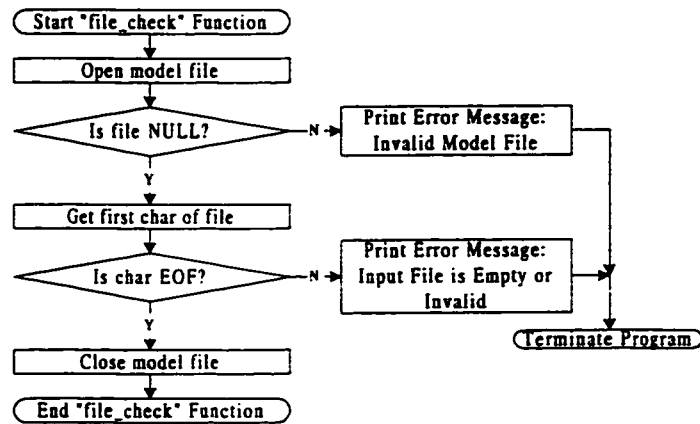 Start "file_check" Function
Open model file
Is file NULL?
N
Print Error Message:
Invalid Model File
Y
Get first char of file
Is char EOF?
N
Print Error Message:
Input File is Empty or
Invalid
Y
Terminate Program
Close model file
End "file_check" Function